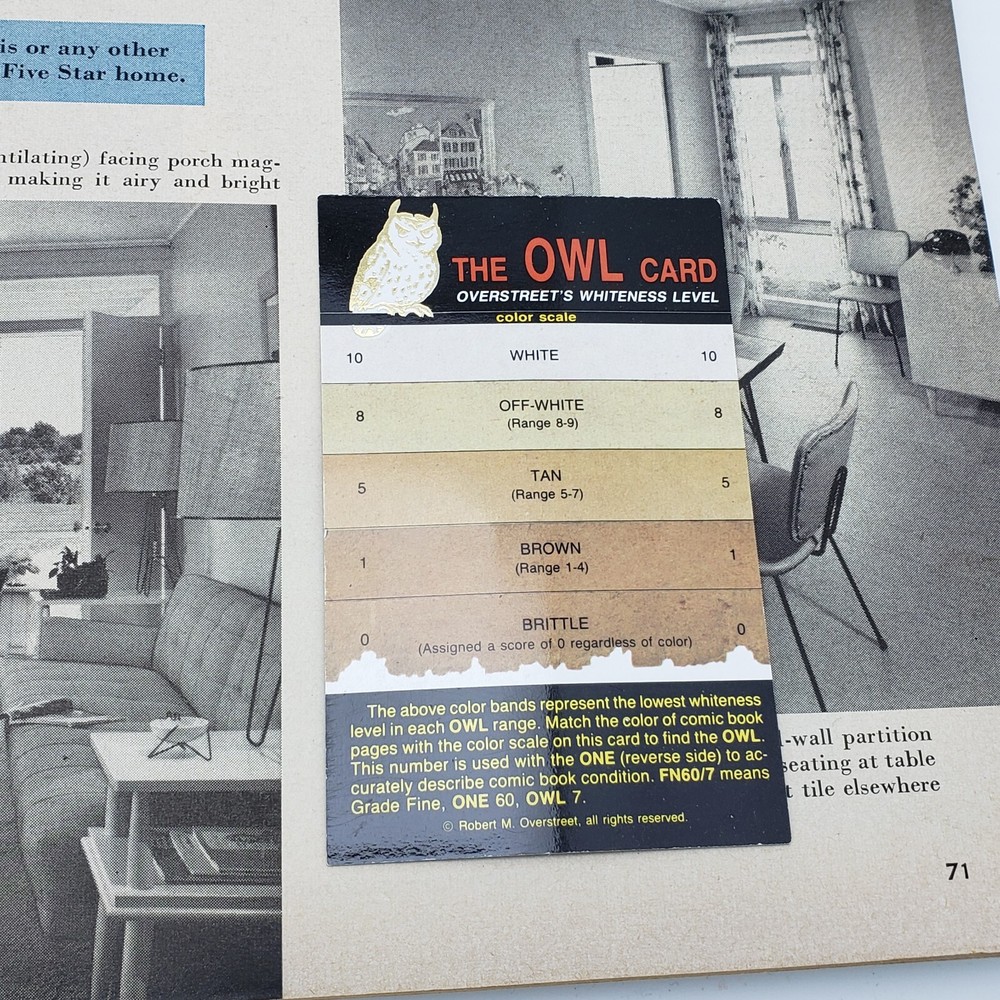 is or any other
Five Star home.
ntilating) facing porch mag-
making it airy and bright
THE OWL CARD
OVERSTREET'S WHITENESS LEVEL
color scale
10 WHITE 10
8 OFF-WHITE 8
(Range 8-9)
5 TAN 5
(Range 5-7)
1 BROWN 1
(Range 1-4)
0 BRITTLE 0
(Assigned a score of 0 regardless of color)
The above color bands represent the lowest whiteness
level in each OWL range. Match the color of comic book
pages with the color scale on this card to find the OWL.
This number is used with the ONE (reverse side) to ac-
curately describe comic book condition. FN60/7 means
Grade Fine, ONE 60, OWL 7.
© Robert M. Overstreet, all rights reserved.
-wall partition
seating at table
t tile elsewhere
71